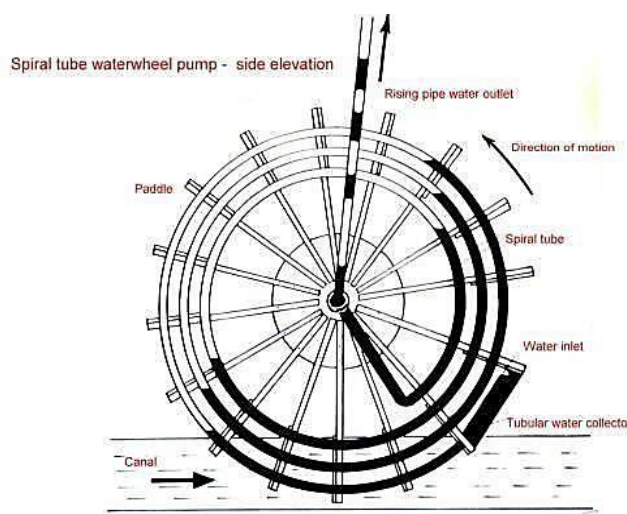 Spiral tube waterwheel pump - side elevation
Rising pipe water outlet
Direction of motion
Paddle
Spiral tube
Water inlet
Tubular water collecto
Canal